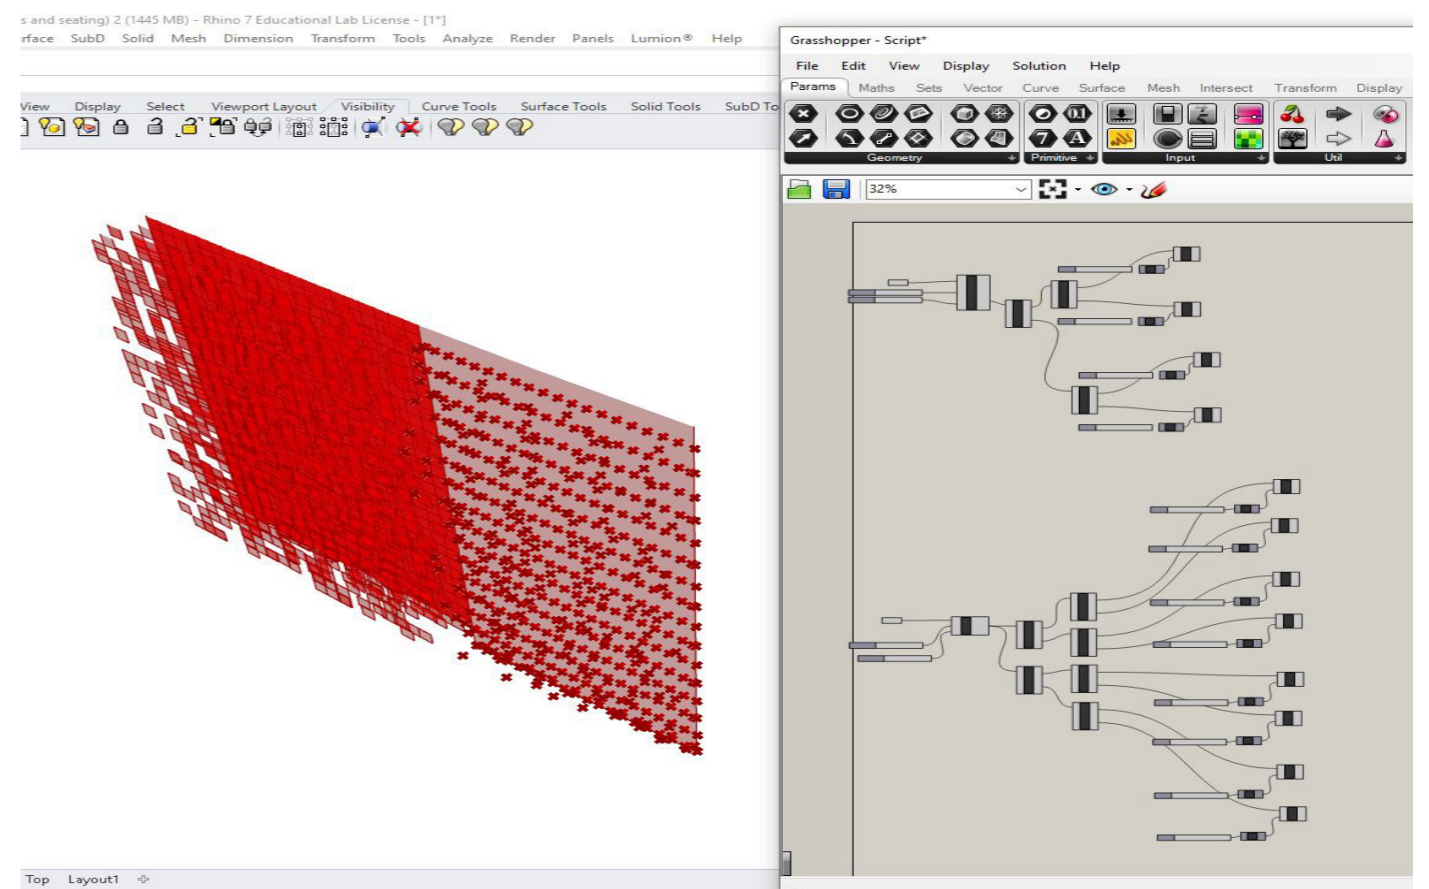 s and seating) 2 (1445 MB) - Rhino 7 Educational Lab License - [1*]
rface SubD Solid Mesh Dimension Transform Tools Analyze Render Panels Lumion® Help
View Display Select Viewport Layout Visibility Curve Tools Surface Tools Solid Tools SubD To
Top Layout1
Grasshopper - Script*
File Edit View Display Solution Help
Params Maths Sets Vector Curve Surface Mesh Intersect Transform Display
0.1
7 A
Geometry Primitive Input Util
32%